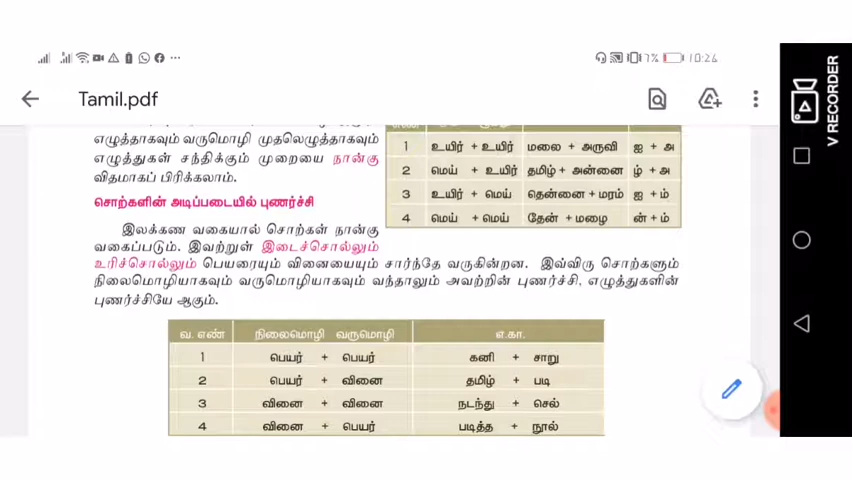 7% 10:26
Tamil.pdf
எழுத்தாகவும் வருமொழி முதலெழுத்தாகவும்
எழுத்துகள் சந்திக்கும் முறையை நான்கு
விதமாகப் பிரிக்கலாம்.
1 உயிர் + உயிர் மலை + அருவி ஐ + அ
2 மெய் + உயிர் தமிழ் + அன்னை ழ் + அ
3 உயிர் + மெய் தென்னை + மரம் ஐ + ம்
4 மெய் + மெய் தேன் + மழை ன் + ம்
சொற்களின் அடிப்படையில் புணர்ச்சி
இலக்கண வகையால் சொற்கள் நான்கு
வகைப்படும். இவற்றுள் இடைச்சொல்லும்
உரிச்சொல்லும் பெயரையும் வினையையும் சார்ந்தே வருகின்றன. இவ்விரு சொற்களும்
நிலைமொழியாகவும் வருமொழியாகவும் வந்தாலும் அவற்றின் புணர்ச்சி, எழுத்துகளின்
புணர்ச்சியே ஆகும்.
வ. எண் நிலைமொழி வருமொழி எ.கா.
1 பெயர் + பெயர் கனி + சாறு
2 பெயர் + வினை தமிழ் + படி
3 வினை + வினை நடந்து + செல்
4 வினை + பெயர் படித்த + நூல்
V RECORDER